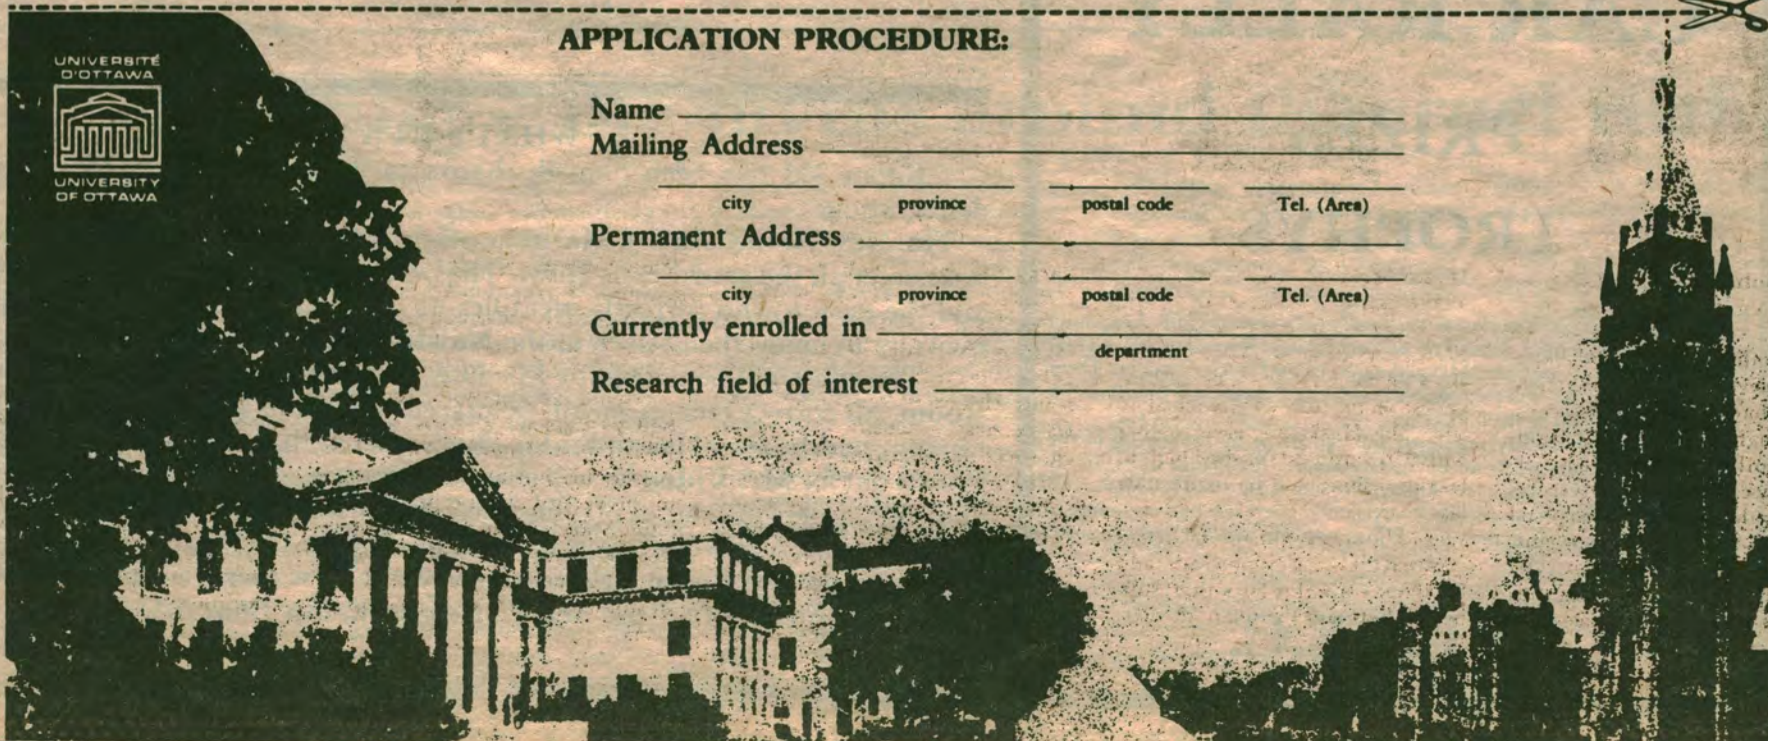 UNIVERSITÉ
D'OTTAWA
UNIVERSITY
OF OTTAWA
APPLICATION PROCEDURE:
Name
Mailing Address
city province postal code Tel. (Area)
Permanent Address
city province postal code Tel. (Area)
Currently enrolled in
department
Research field of interest